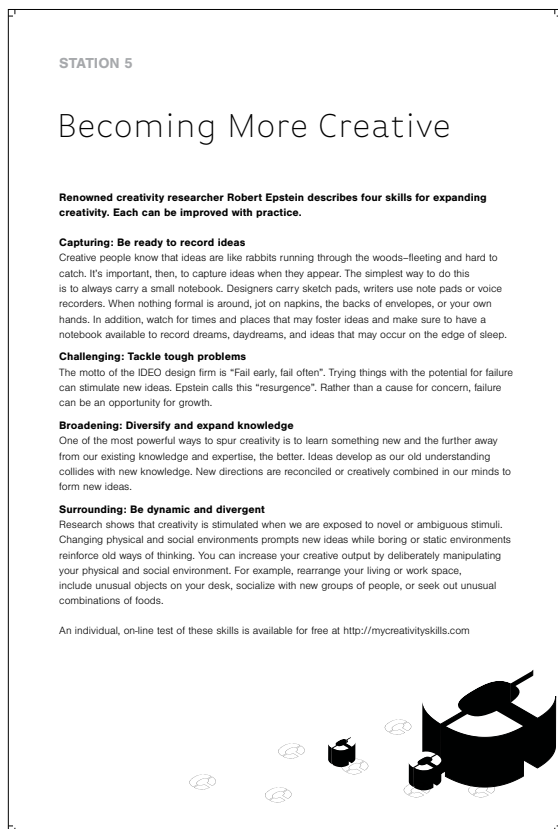 STATION 5
Becoming More Creative
Renowned creativity researcher Robert Epstein describes four skills for expanding
creativity. Each can be improved with practice.
Capturing: Be ready to record ideas
Creative people know that ideas are like rabbits running through the woods–fleeting and hard to
catch. It's important, then, to capture ideas when they appear. The simplest way to do this
is to always carry a small notebook. Designers carry sketch pads, writers use note pads or voice
recorders. When nothing formal is around, jot on napkins, the backs of envelopes, or your own
hands. In addition, watch for times and places that may foster ideas and make sure to have a
notebook available to record dreams, daydreams, and ideas that may occur on the edge of sleep.
Challenging: Tackle tough problems
The motto of the IDEO design firm is “Fail early, fail often”. Trying things with the potential for failure
can stimulate new ideas. Epstein calls this “resurgence”. Rather than a cause for concern, failure
can be an opportunity for growth.
Broadening: Diversify and expand knowledge
One of the most powerful ways to spur creativity is to learn something new and the further away
from our existing knowledge and expertise, the better. Ideas develop as our old understanding
collides with new knowledge. New directions are reconciled or creatively combined in our minds to
form new ideas.
Surrounding: Be dynamic and divergent
Research shows that creativity is stimulated when we are exposed to novel or ambiguous stimuli.
Changing physical and social environments prompts new ideas while boring or static environments
reinforce old ways of thinking. You can increase your creative output by deliberately manipulating
your physical and social environment. For example, rearrange your living or work space,
include unusual objects on your desk, socialize with new groups of people, or seek out unusual
combinations of foods.
An individual, on-line test of these skills is available for free at http://mycreativityskills.com